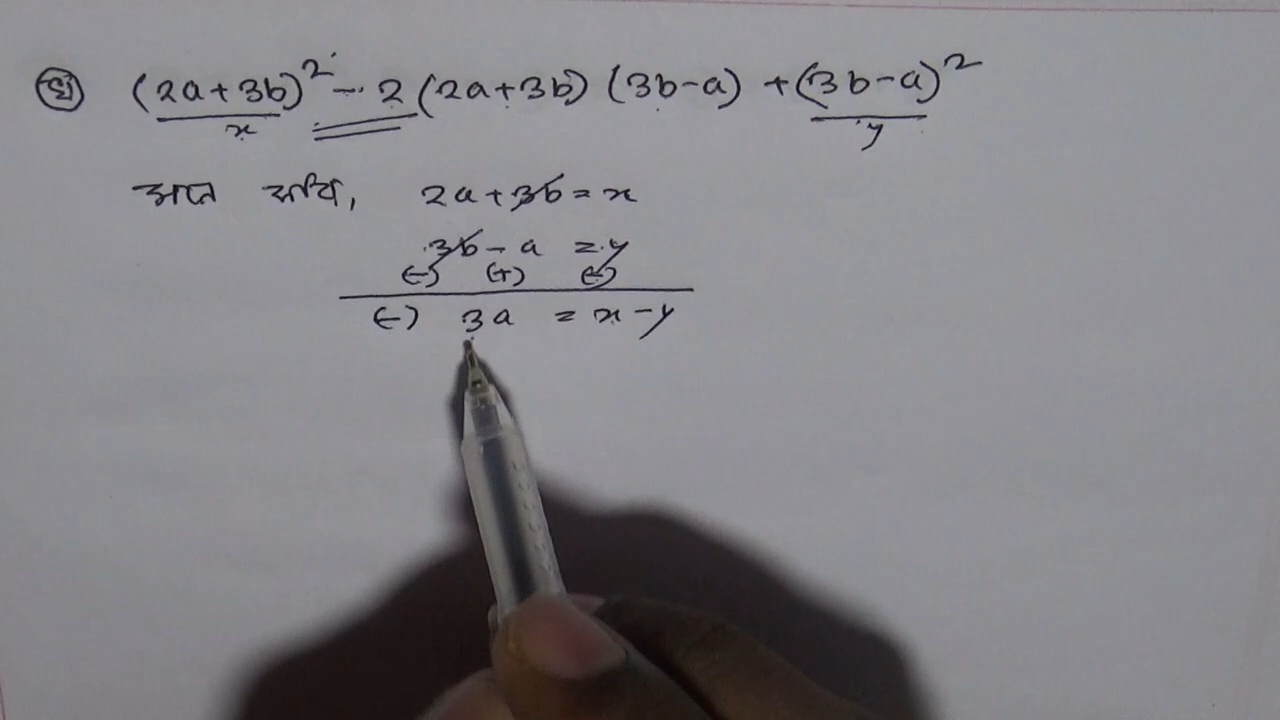 (ঘ) (2a+3b)² - 2 (2a+3b) (3b-a) + (3b-a)²
x y
মনে করি, 2a+3b = x
3b - a = y
(-) (+) (-)
(-) 3a = x - y